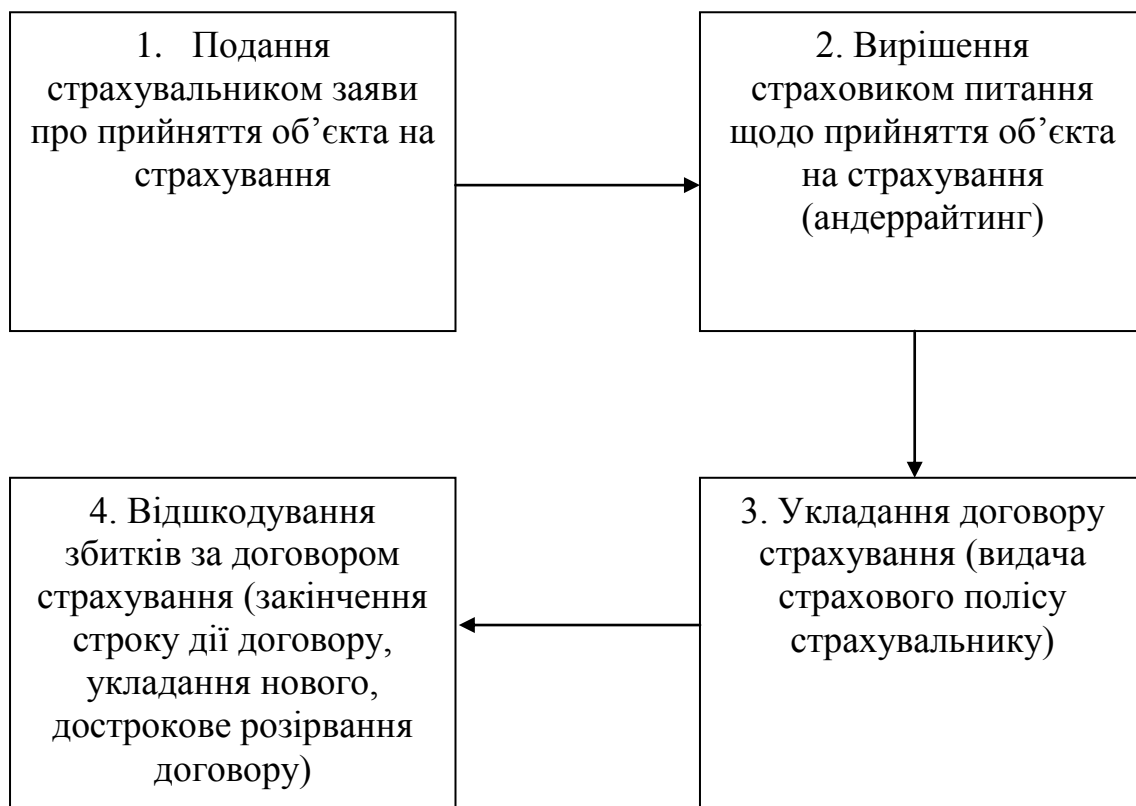 1. Подання
страхувальником заяви
про прийняття об’єкта на
страхування
2. Вирішення
страховиком питання
щодо прийняття об’єкта
на страхування
(андеррайтинг)
3. Укладання договору
страхування (видача
страхового полісу
страхувальнику)
4. Відшкодування
збитків за договором
страхування (закінчення
строку дії договору,
укладання нового,
дострокове розірвання
договору)